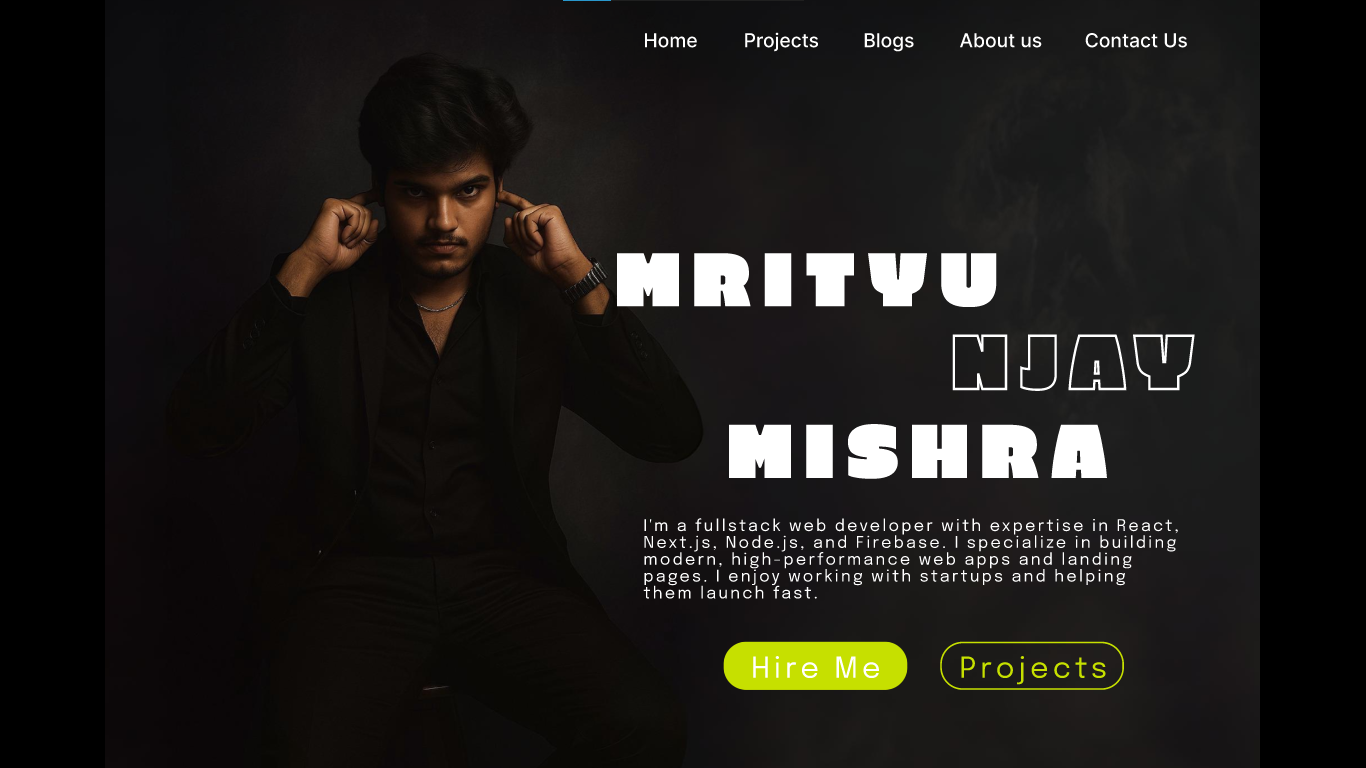 Home Projects Blogs About us Contact Us
MRITYU
NJAY
MISHRA
I'm a fullstack web developer with expertise in React,
Next.js, Node.js, and Firebase. I specialize in building
modern, high-performance web apps and landing
pages. I enjoy working with startups and helping
them launch fast.
Hire Me Projects